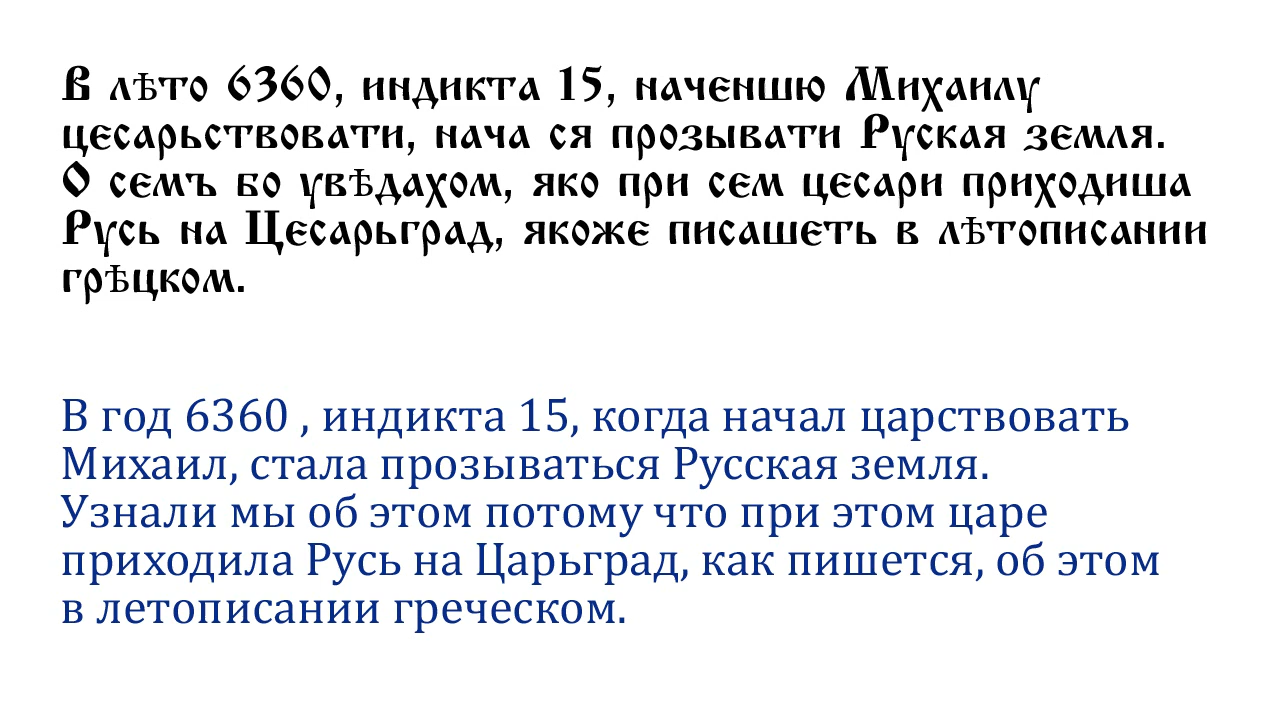 В лѣто 6360, индикта 15, наченшю Михаилу
цесарьствовати, нача ся прозывати Руская земля.
О семъ бо увѣдахом, яко при сем цесари приходиша
Русь на Цесарьград, якоже писашеть в лѣтописании
грѣцком.
В год 6360 , индикта 15, когда начал царствовать
Михаил, стала прозываться Русская земля.
Узнали мы об этом потому что при этом царе
приходила Русь на Царьград, как пишется, об этом
в летописании греческом.